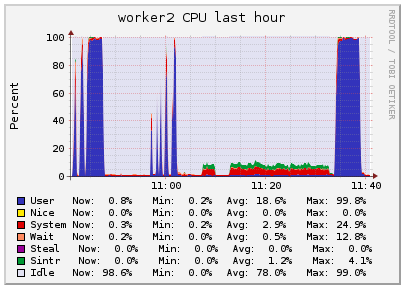 worker2 CPU last hour
RRDTOOL / TOBI OETIKER
Percent
100
80
60
40
20
0
11:00 11:20 11:40
User Now: 0.8% Min: 0.2% Avg: 18.6% Max: 99.8%
Nice Now: 0.0% Min: 0.0% Avg: 0.0% Max: 0.0%
System Now: 0.3% Min: 0.2% Avg: 2.9% Max: 24.9%
Wait Now: 0.2% Min: 0.0% Avg: 0.5% Max: 12.8%
Steal Now: 0.0% Min: 0.0% Avg: 0.0% Max: 0.0%
Sintr Now: 0.0% Min: 0.0% Avg: 1.2% Max: 4.1%
Idle Now: 98.6% Min: 0.0% Avg: 78.0% Max: 99.0%